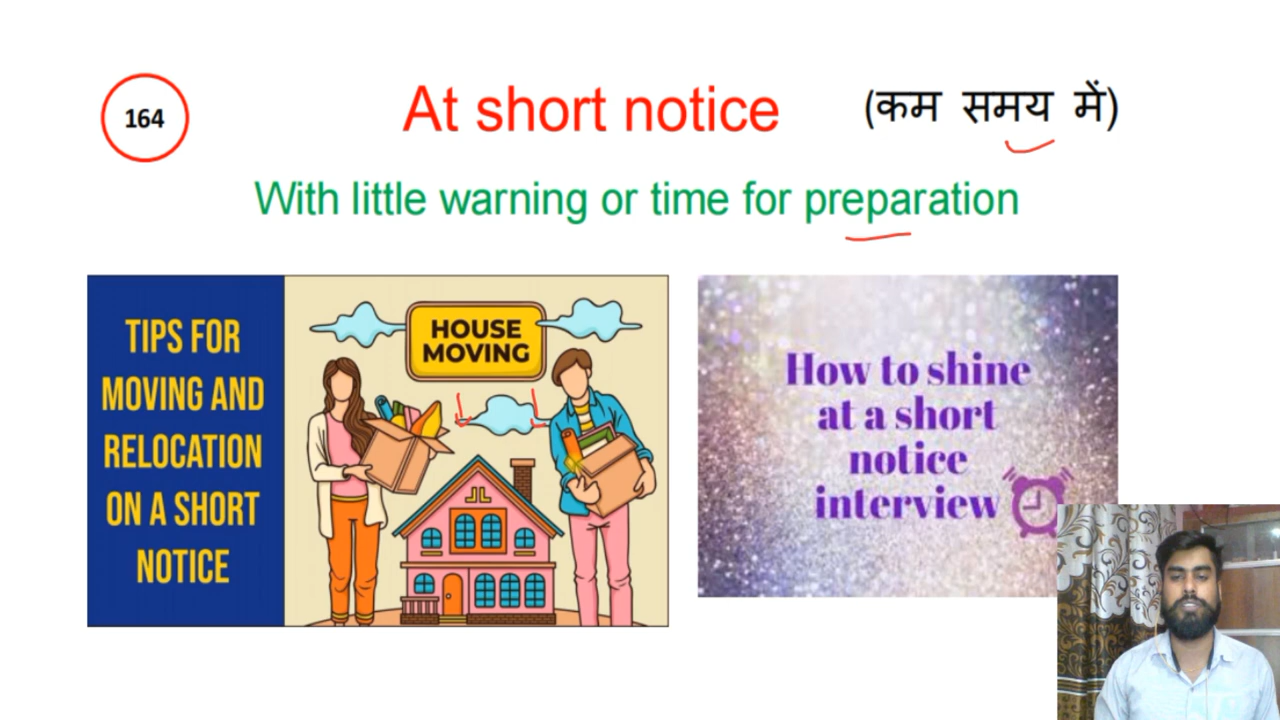 164
At short notice
(कम समय में)
With little warning or time for preparation
TIPS FOR
MOVING AND
RELOCATION
ON A SHORT
NOTICE
HOUSE
MOVING
How to shine
at a short
notice
interview